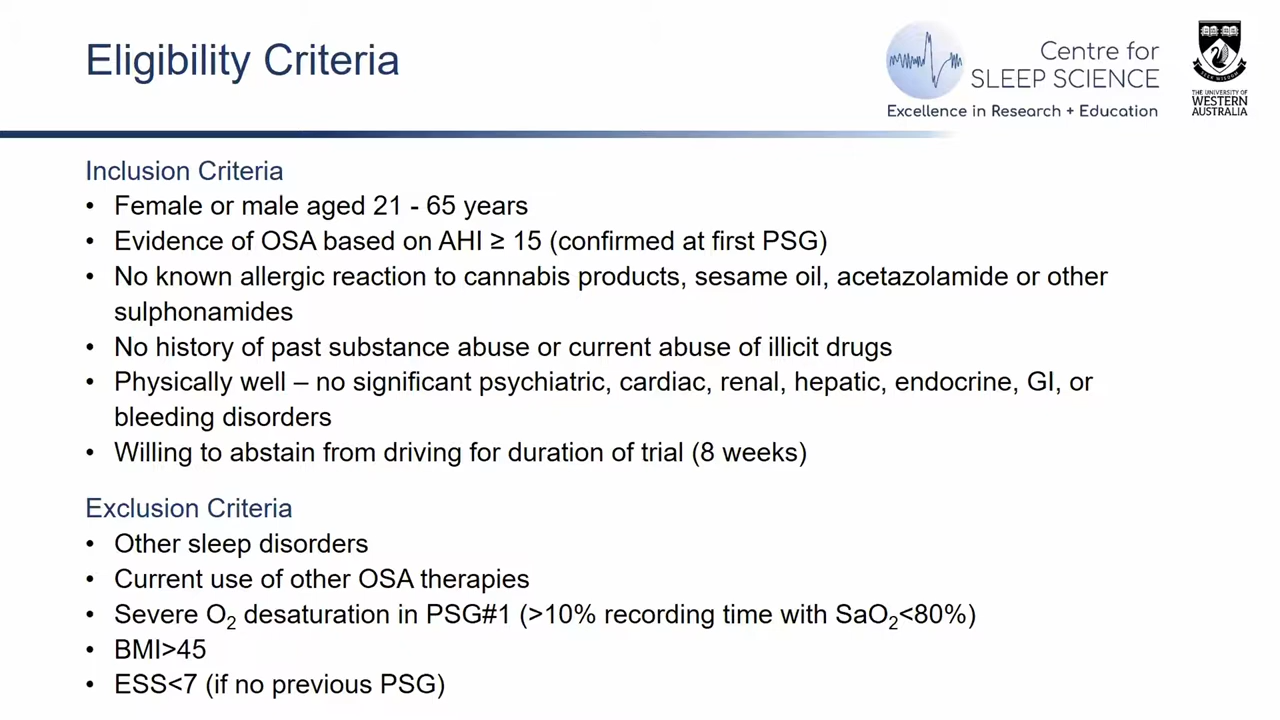 Eligibility Criteria
Centre for
SLEEP SCIENCE
Excellence in Research + Education
SEEK WISDOM
THE UNIVERSITY OF
WESTERN
AUSTRALIA
Inclusion Criteria
• Female or male aged 21 - 65 years
• Evidence of OSA based on AHI ≥ 15 (confirmed at first PSG)
• No known allergic reaction to cannabis products, sesame oil, acetazolamide or other
sulphonamides
• No history of past substance abuse or current abuse of illicit drugs
• Physically well – no significant psychiatric, cardiac, renal, hepatic, endocrine, GI, or
bleeding disorders
• Willing to abstain from driving for duration of trial (8 weeks)
Exclusion Criteria
• Other sleep disorders
• Current use of other OSA therapies
• Severe O₂ desaturation in PSG#1 (>10% recording time with SaO₂<80%)
• BMI>45
• ESS<7 (if no previous PSG)